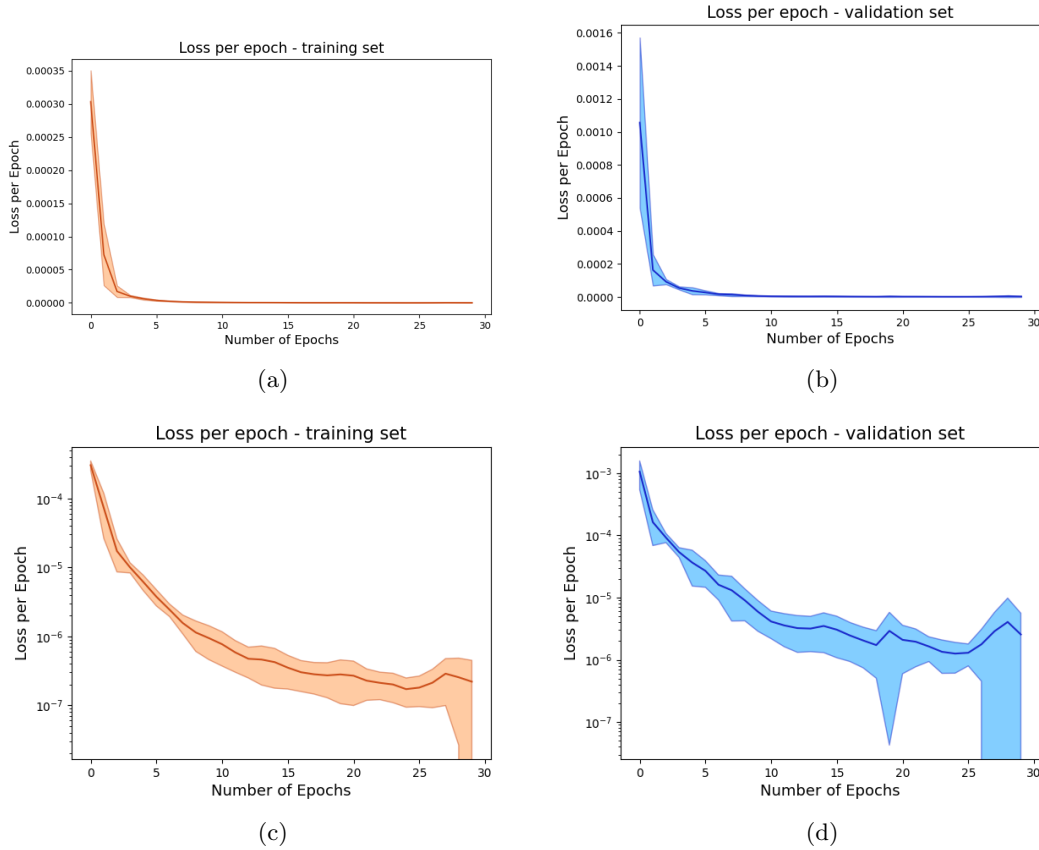 Loss per epoch - training set
Loss per Epoch
0.00035
0.00030
0.00025
0.00020
0.00015
0.00010
0.00005
0.00000
0 5 10 15 20 25 30
Number of Epochs
(a)
Loss per epoch - validation set
Loss per Epoch
0.0016
0.0014
0.0012
0.0010
0.0008
0.0006
0.0004
0.0002
0.0000
0 5 10 15 20 25 30
Number of Epochs
(b)
Loss per epoch - training set
Loss per Epoch
10⁻⁴
10⁻⁵
10⁻⁶
10⁻⁷
0 5 10 15 20 25 30
Number of Epochs
(c)
Loss per epoch - validation set
Loss per Epoch
10⁻³
10⁻⁴
10⁻⁵
10⁻⁶
10⁻⁷
0 5 10 15 20 25 30
Number of Epochs
(d)